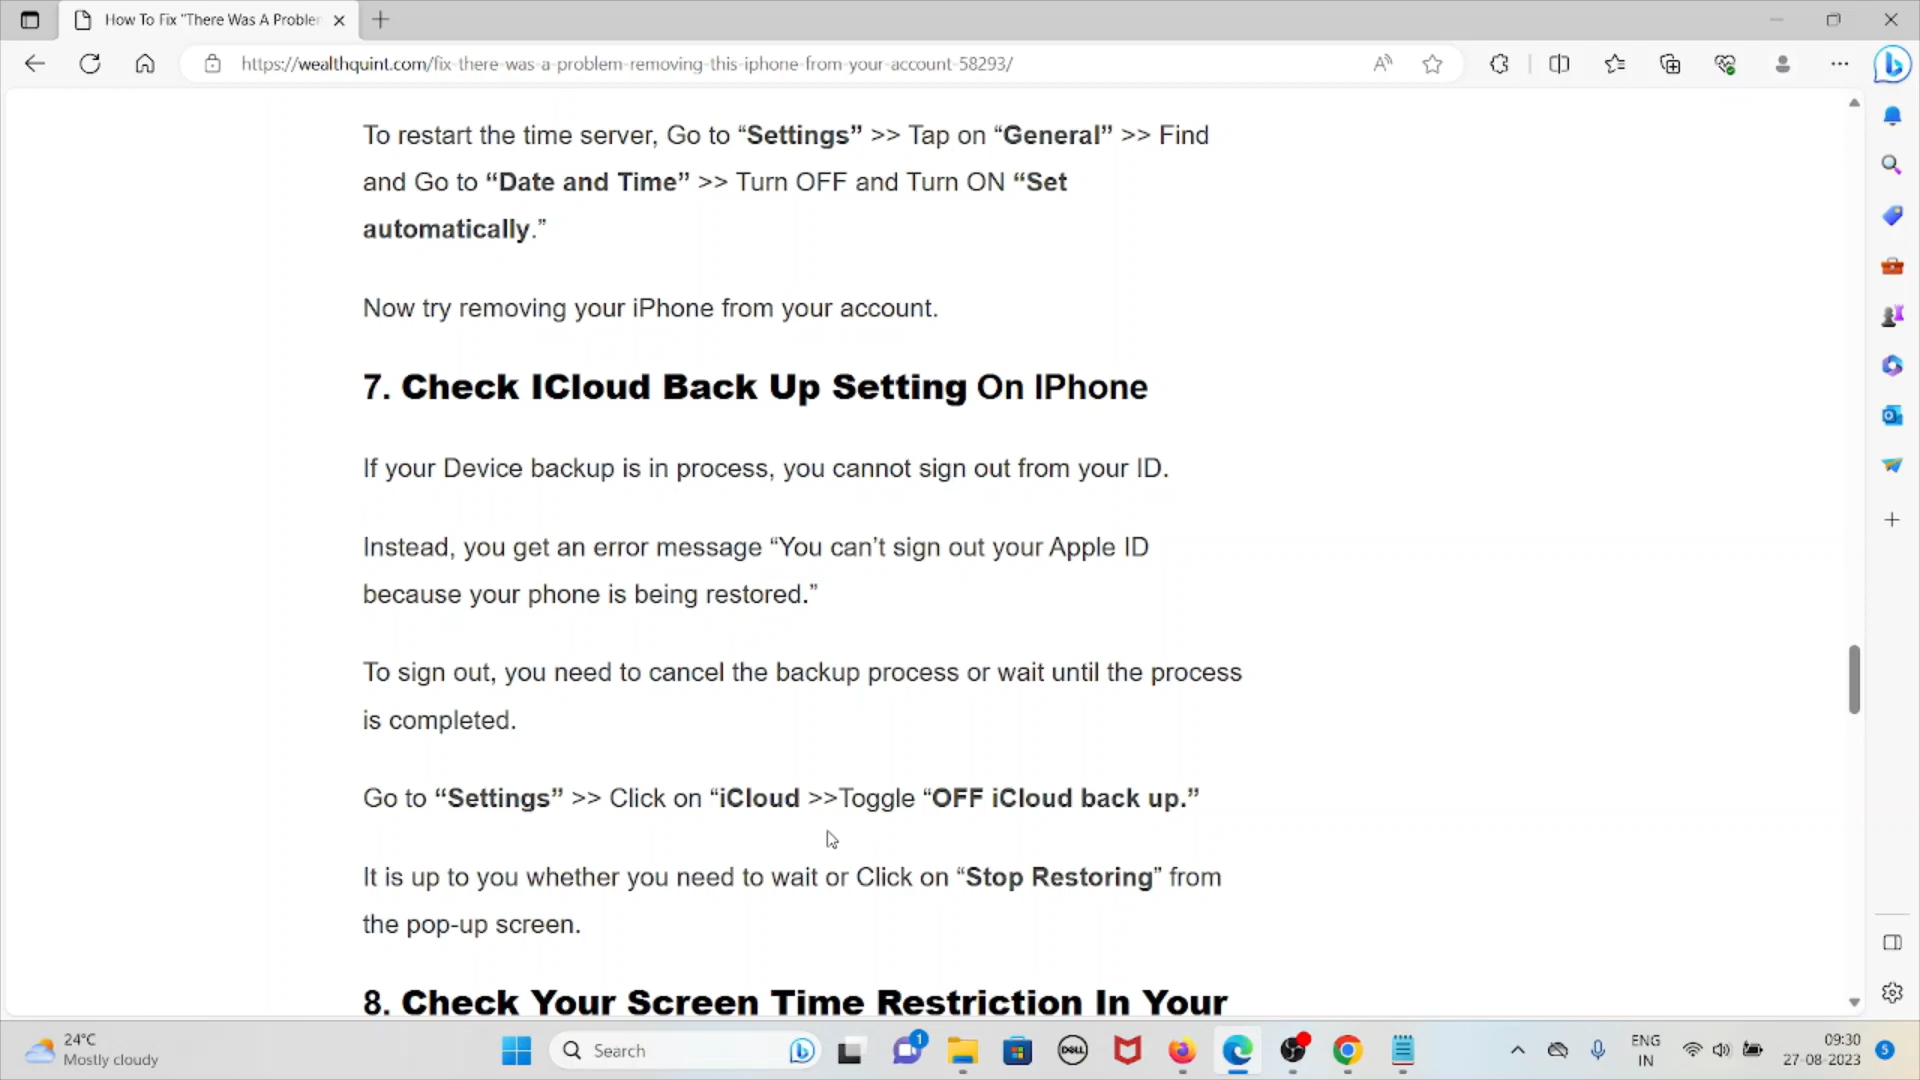 How To Fix "There Was A Probler
https://wealthquint.com/fix-there-was-a-problem-removing-this-iphone-from-your-account-58293/
To restart the time server, Go to “Settings” >> Tap on “General” >> Find
and Go to “Date and Time” >> Turn OFF and Turn ON “Set
automatically.”
Now try removing your iPhone from your account.
7. Check ICloud Back Up Setting On IPhone
If your Device backup is in process, you cannot sign out from your ID.
Instead, you get an error message “You can’t sign out your Apple ID
because your phone is being restored.”
To sign out, you need to cancel the backup process or wait until the process
is completed.
Go to “Settings” >> Click on “iCloud >>Toggle “OFF iCloud back up.”
It is up to you whether you need to wait or Click on “Stop Restoring” from
the pop-up screen.
8. Check Your Screen Time Restriction In Your
24°C
Mostly cloudy
Search
1
DELL
ENG
IN
09:30
27-08-2023
5